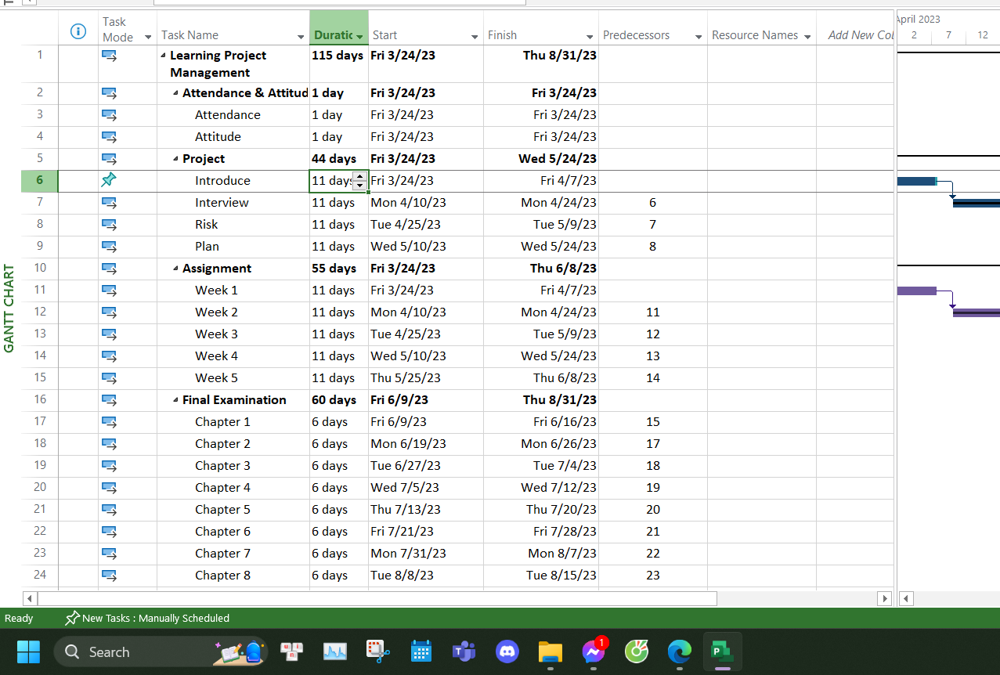 Task Mode Task Name Duratic Start Finish Predecessors Resource Names Add New Col
April 2023
2 7 12
1 Learning Project Management 115 days Fri 3/24/23 Thu 8/31/23
2 Attendance & Attitud 1 day Fri 3/24/23 Fri 3/24/23
3 Attendance 1 day Fri 3/24/23 Fri 3/24/23
4 Attitude 1 day Fri 3/24/23 Fri 3/24/23
5 Project 44 days Fri 3/24/23 Wed 5/24/23
6 Introduce 11 days Fri 3/24/23 Fri 4/7/23
7 Interview 11 days Mon 4/10/23 Mon 4/24/23 6
8 Risk 11 days Tue 4/25/23 Tue 5/9/23 7
9 Plan 11 days Wed 5/10/23 Wed 5/24/23 8
10 Assignment 55 days Fri 3/24/23 Thu 6/8/23
11 Week 1 11 days Fri 3/24/23 Fri 4/7/23
12 Week 2 11 days Mon 4/10/23 Mon 4/24/23 11
13 Week 3 11 days Tue 4/25/23 Tue 5/9/23 12
14 Week 4 11 days Wed 5/10/23 Wed 5/24/23 13
15 Week 5 11 days Thu 5/25/23 Thu 6/8/23 14
16 Final Examination 60 days Fri 6/9/23 Thu 8/31/23
17 Chapter 1 6 days Fri 6/9/23 Fri 6/16/23 15
18 Chapter 2 6 days Mon 6/19/23 Mon 6/26/23 17
19 Chapter 3 6 days Tue 6/27/23 Tue 7/4/23 18
20 Chapter 4 6 days Wed 7/5/23 Wed 7/12/23 19
21 Chapter 5 6 days Thu 7/13/23 Thu 7/20/23 20
22 Chapter 6 6 days Fri 7/21/23 Fri 7/28/23 21
23 Chapter 7 6 days Mon 7/31/23 Mon 8/7/23 22
24 Chapter 8 6 days Tue 8/8/23 Tue 8/15/23 23
GANTT CHART
Ready New Tasks : Manually Scheduled
Search
1